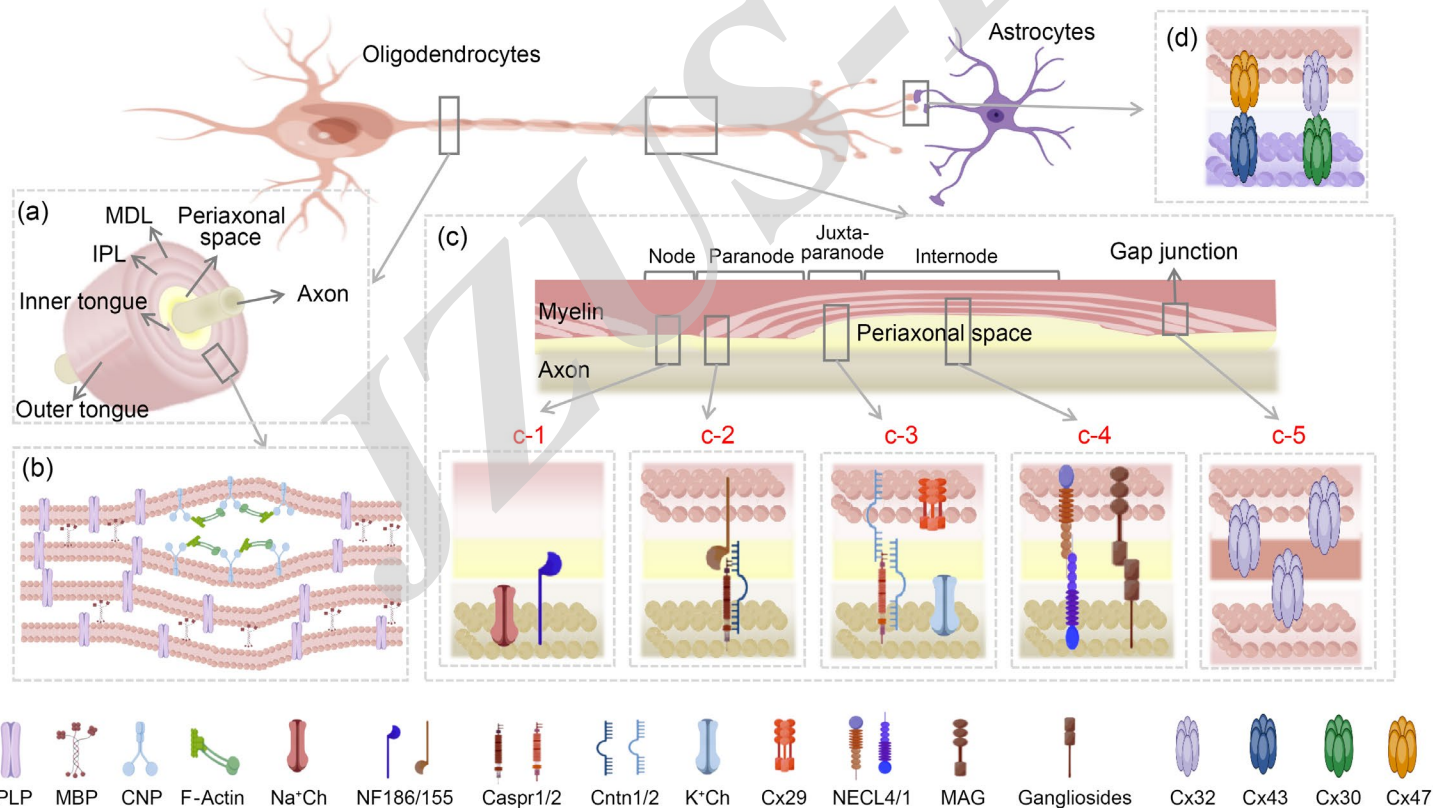 Oligodendrocytes
Astrocytes
(d)
(a)
MDL
Periaxonal
space
IPL
Inner tongue
Axon
Outer tongue
(b)
(c)
Node
Paranode
Juxta-
paranode
Internode
Gap junction
Myelin
Periaxonal space
Axon
c-1
c-2
c-3
c-4
c-5
PLP
MBP
CNP
F-Actin
Na⁺Ch
NF186/155
Caspr1/2
Cntn1/2
K⁺Ch
Cx29
NECL4/1
MAG
Gangliosides
Cx32
Cx43
Cx30
Cx47